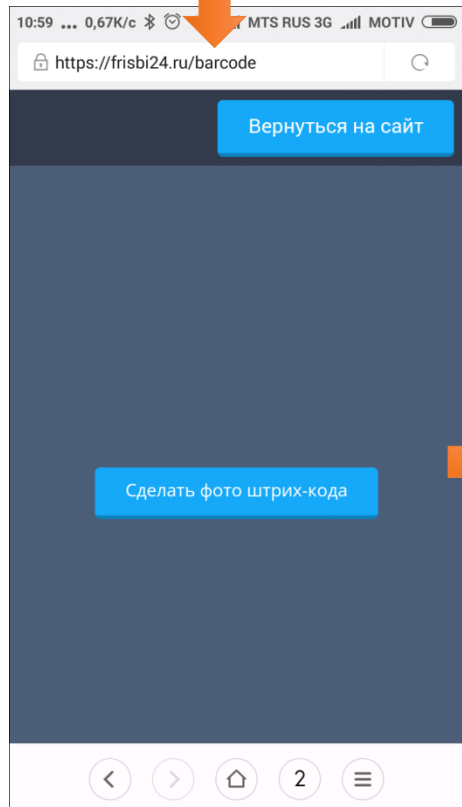 10:59 ... 0,67K/c MTS RUS 3G MOTIV
https://frisbi24.ru/barcode
Вернуться на сайт
Сделать фото штрих-кода
2